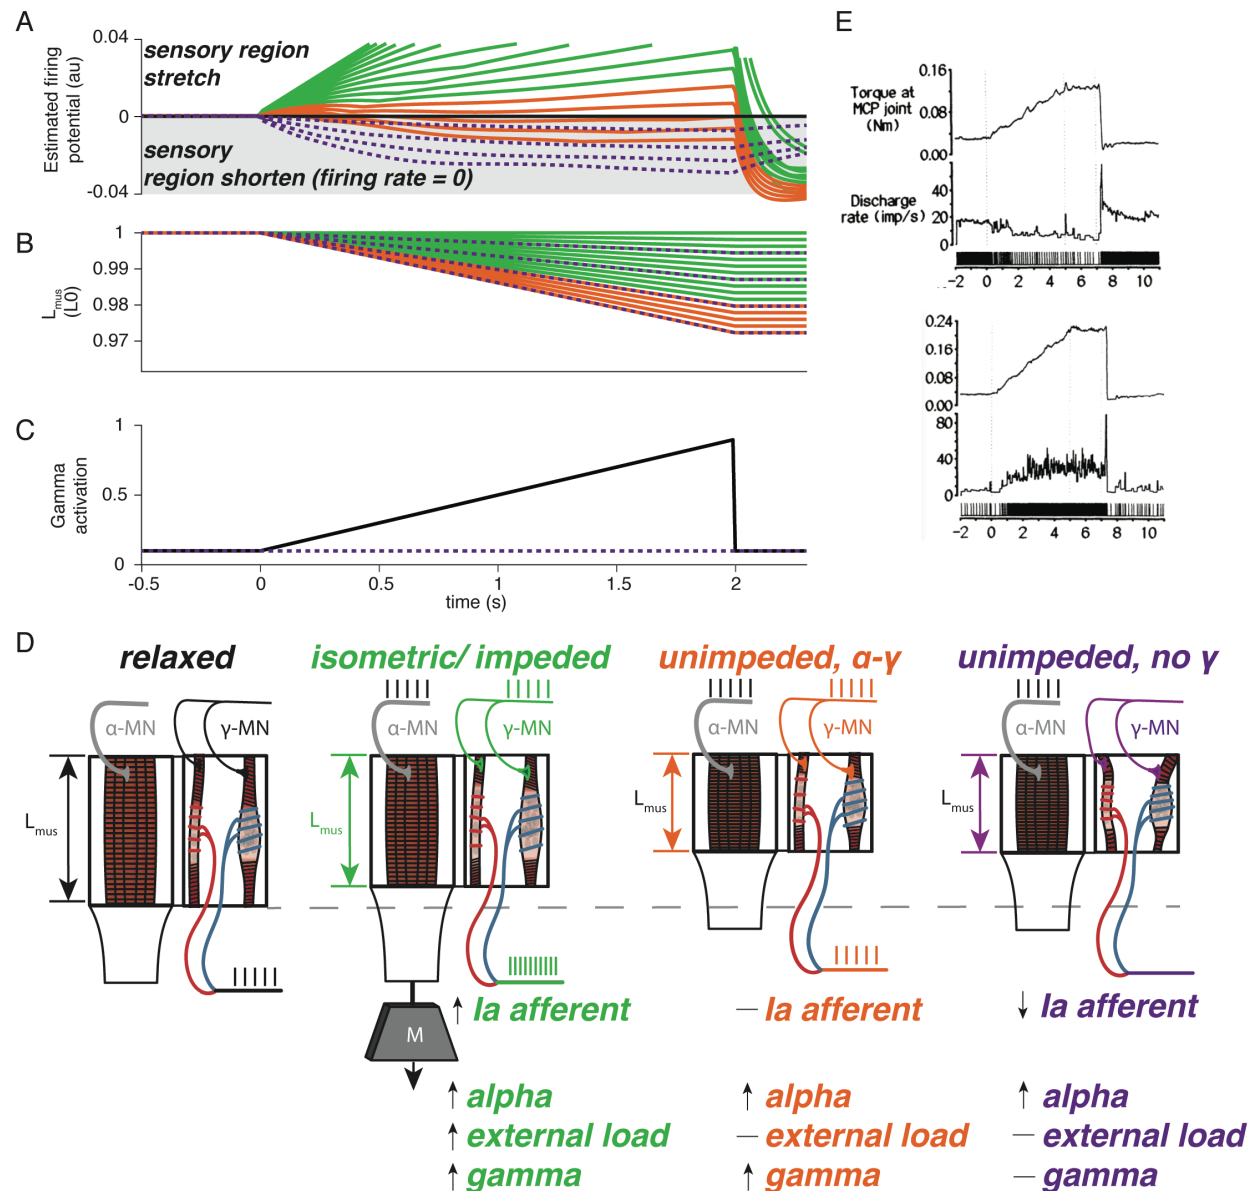 A
Estimated firing
potential (au)
0.04
0
-0.04
sensory region
stretch
sensory
region shorten (firing rate = 0)
B
Lmus
(L0)
1
0.99
0.98
0.97
C
Gamma
activation
1
0.5
0
-0.5
0
0.5
1
1.5
2
time (s)
E
Torque at
MCP joint
(Nm)
0.16
0.08
0.00
Discharge
rate (imp/s)
40
20
0
−2 0 2 4 6 8 10
0.24
0.16
0.08
0.00
80
40
0
−2 0 2 4 6 8 10
D
relaxed
α-MN
γ-MN
Lmus
isometric/ impeded
α-MN
γ-MN
Lmus
M
↑ Ia afferent
↑ alpha
↑ external load
↑ gamma
unimpeded, α-γ
α-MN
γ-MN
Lmus
— Ia afferent
↑ alpha
— external load
↑ gamma
unimpeded, no γ
α-MN
γ-MN
Lmus
↓ Ia afferent
↑ alpha
— external load
— gamma